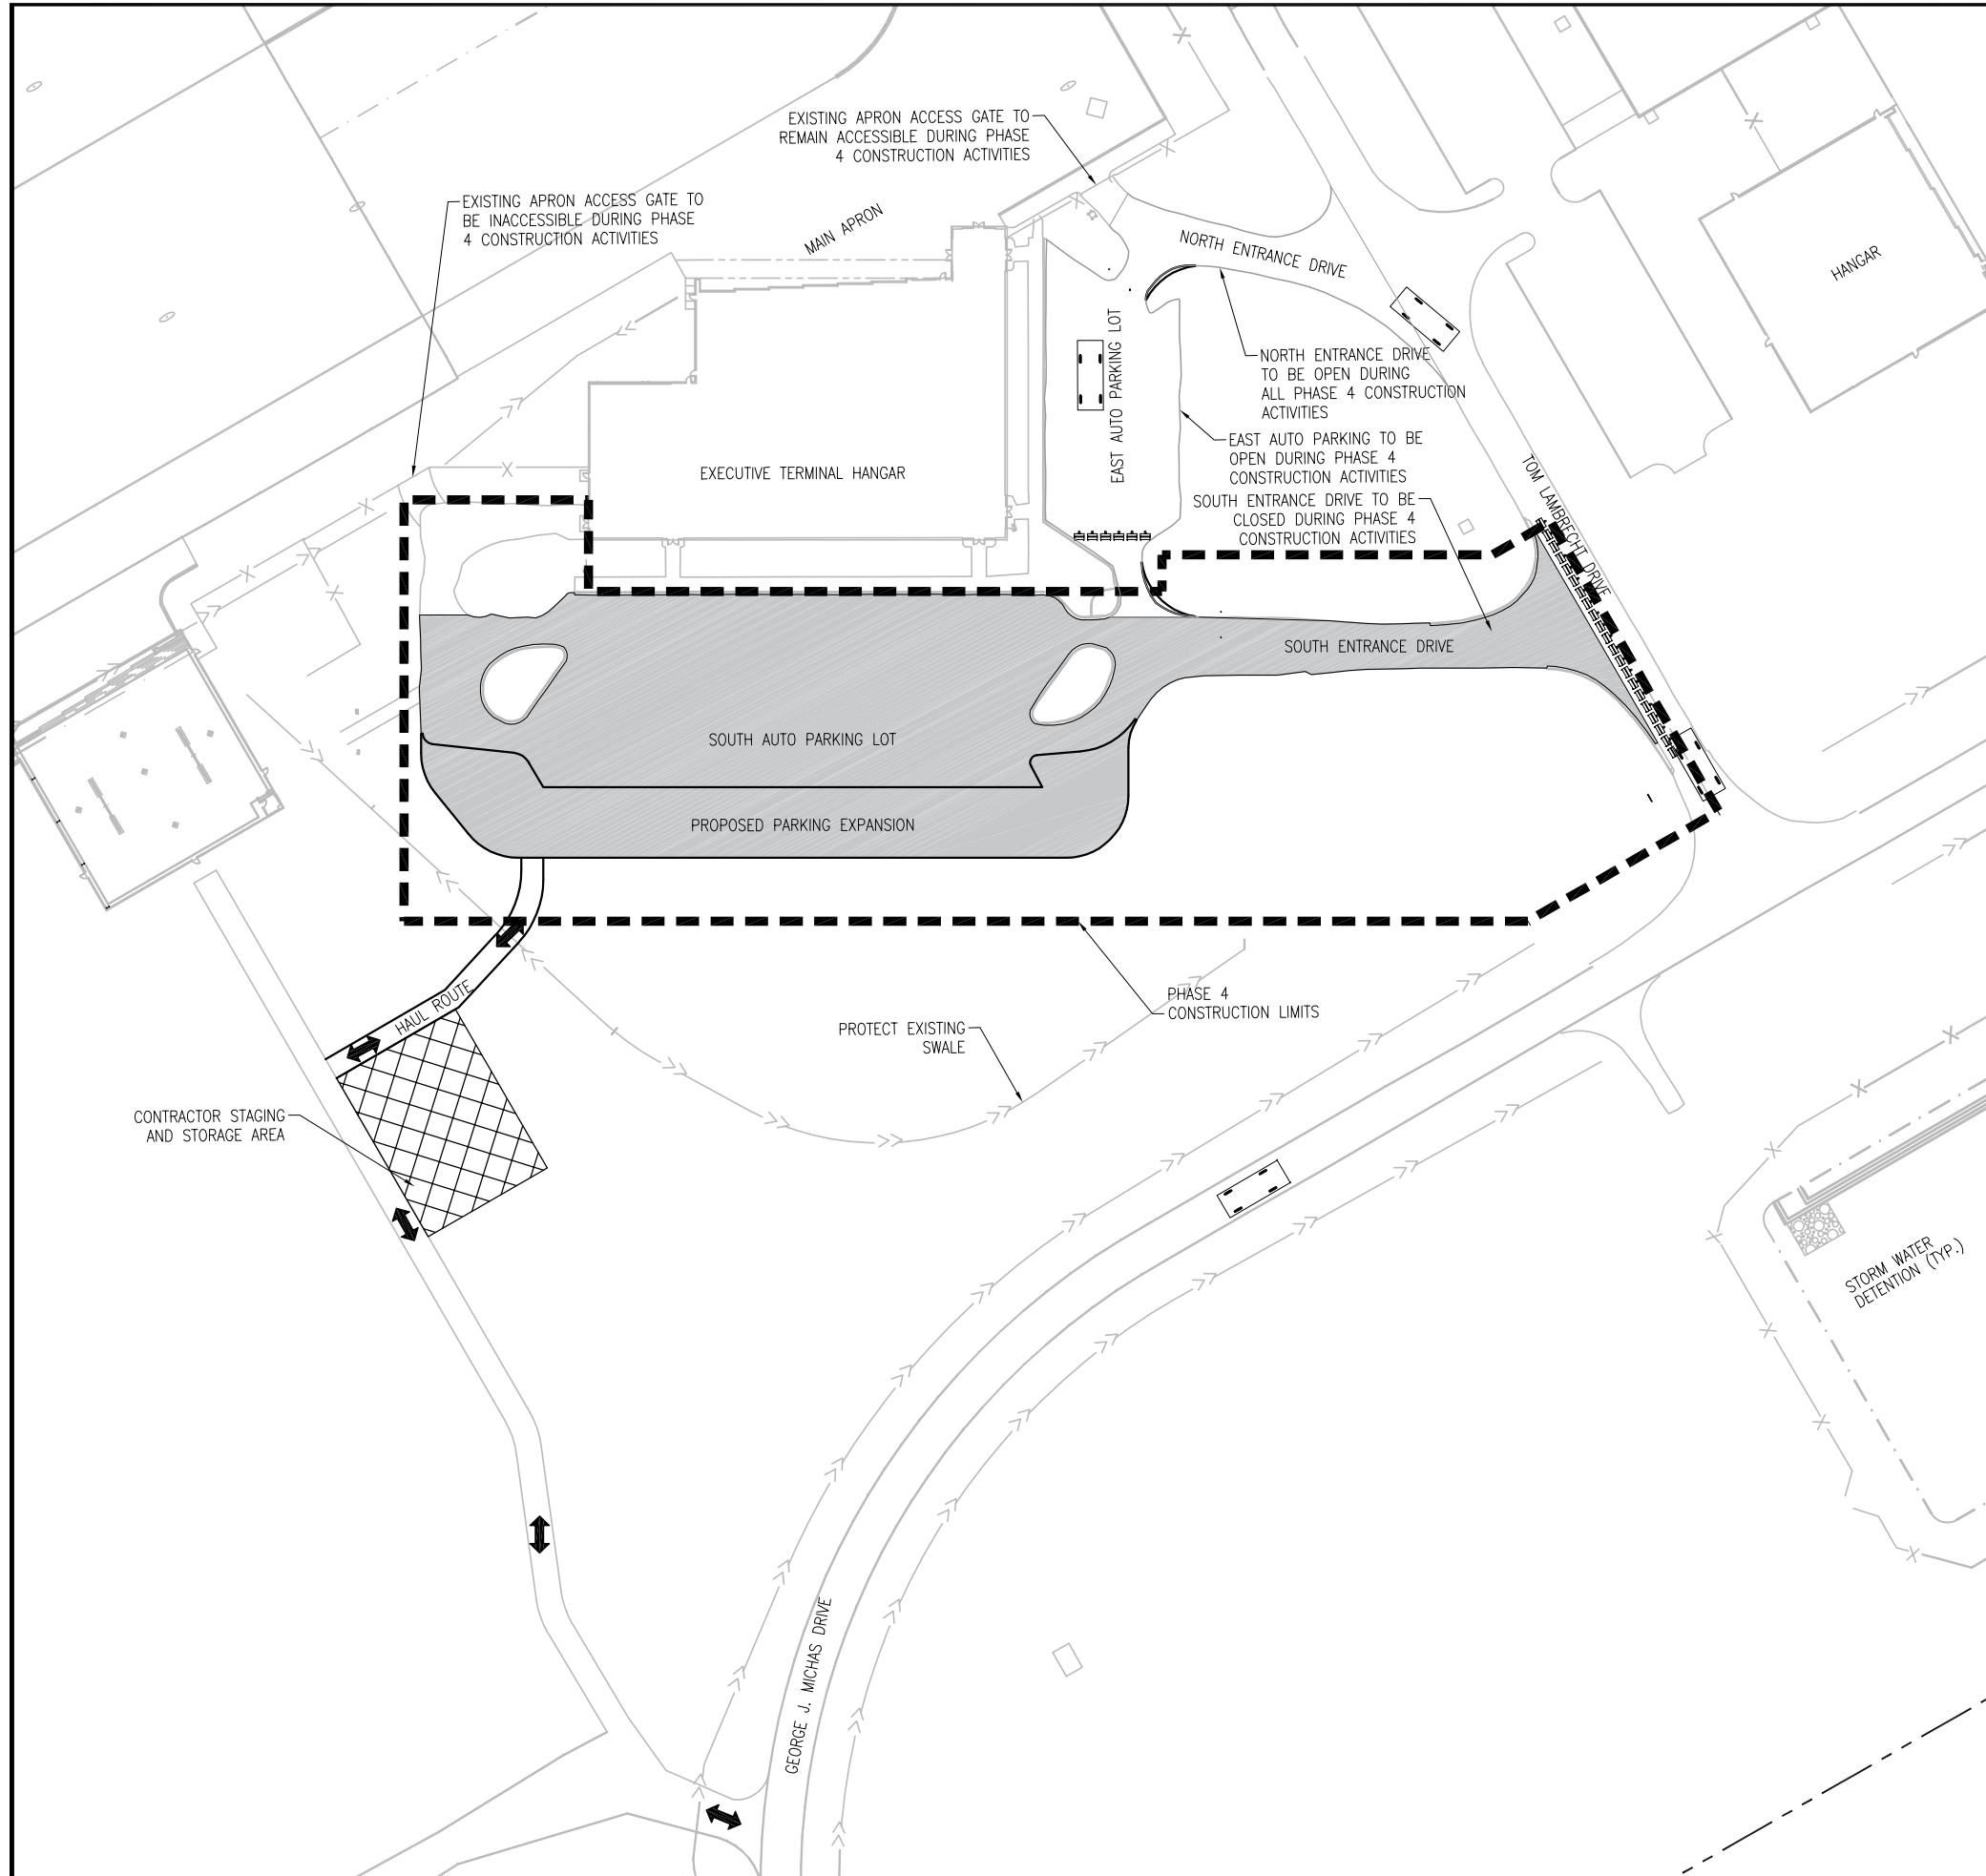 EXISTING APRON ACCESS GATE TO
REMAIN ACCESSIBLE DURING PHASE
4 CONSTRUCTION ACTIVITIES
EXISTING APRON ACCESS GATE TO
BE INACCESSIBLE DURING PHASE
4 CONSTRUCTION ACTIVITIES
MAIN APRON
NORTH ENTRANCE DRIVE
HANGAR
EAST AUTO PARKING LOT
NORTH ENTRANCE DRIVE
TO BE OPEN DURING
ALL PHASE 4 CONSTRUCTION
ACTIVITIES
EAST AUTO PARKING TO BE
OPEN DURING PHASE 4
CONSTRUCTION ACTIVITIES
EXECUTIVE TERMINAL HANGAR
SOUTH ENTRANCE DRIVE TO BE
CLOSED DURING PHASE 4
CONSTRUCTION ACTIVITIES
TOM LAMBRECHT DRIVE
SOUTH ENTRANCE DRIVE
SOUTH AUTO PARKING LOT
PROPOSED PARKING EXPANSION
HAUL ROUTE
PHASE 4
CONSTRUCTION LIMITS
PROTECT EXISTING
SWALE
CONTRACTOR STAGING
AND STORAGE AREA
STORM WATER
DETENTION (TYP.)
GEORGE J. MICHAS DRIVE